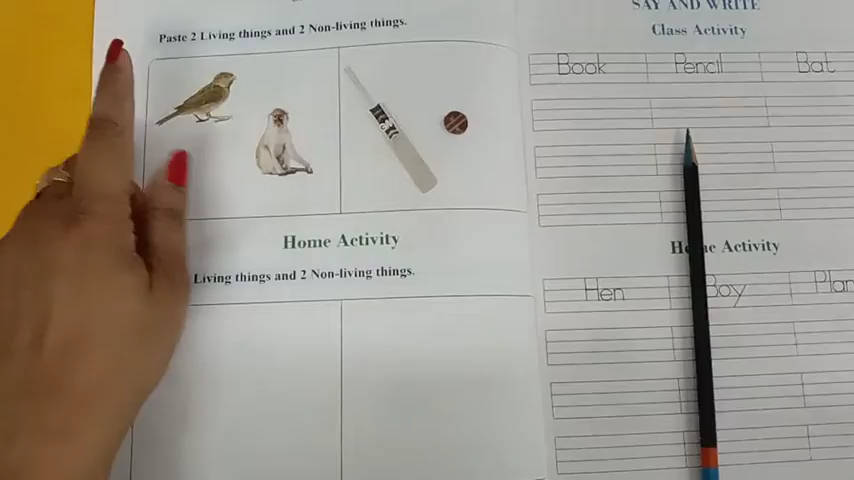 Paste 2 Living things and 2 Non-living things.
Home Activity
Living things and 2 Non-living things.
SAY AND WRITE
Class Activity
Book Pencil Bat
Home Activity
Hen Boy